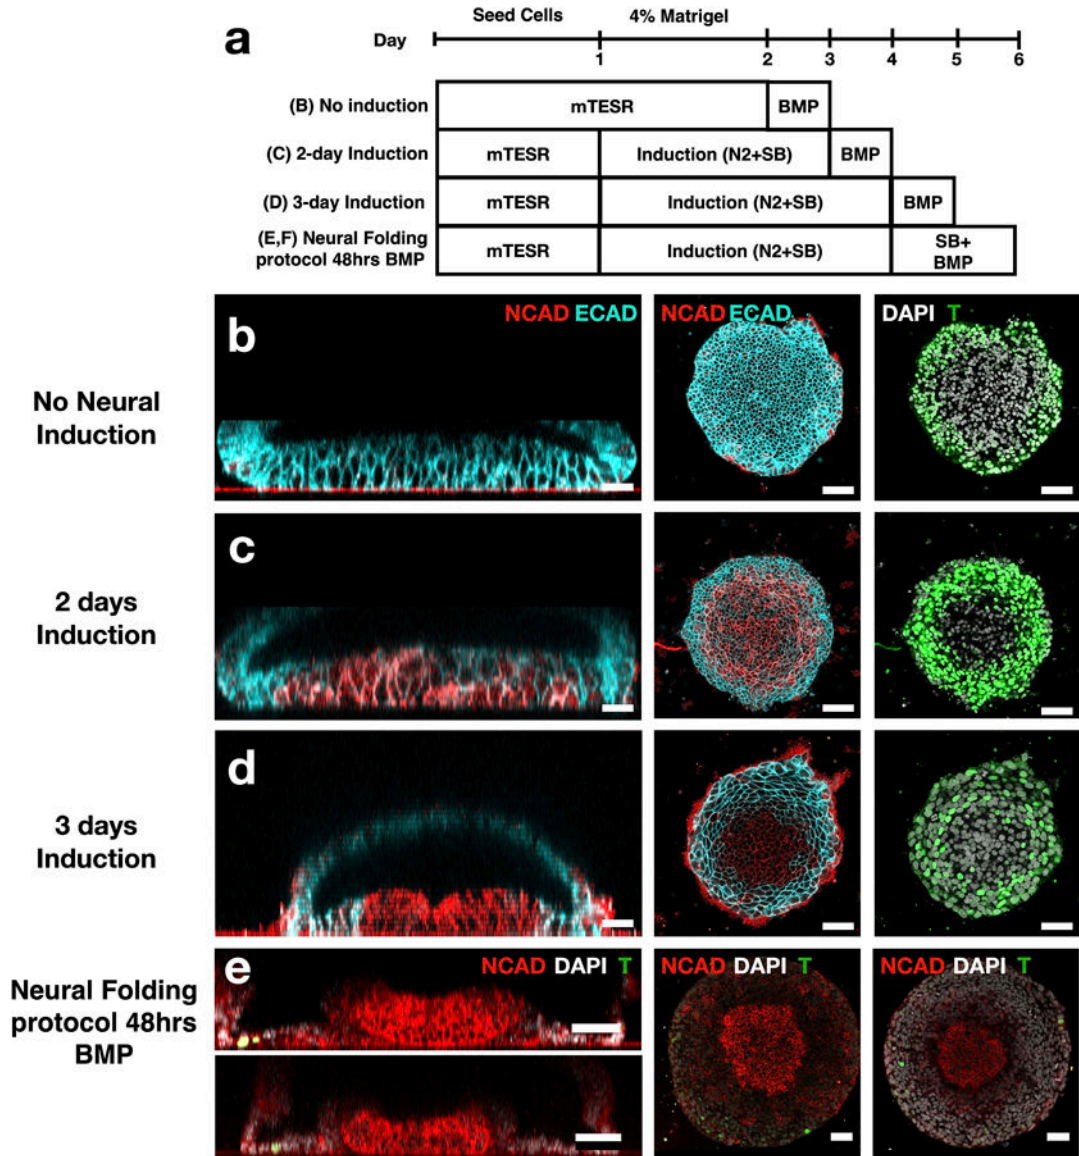 a
Seed Cells 4% Matrigel
Day
1 2 3 4 5 6
(B) No induction mTESR BMP
(C) 2-day Induction mTESR Induction (N2+SB) BMP
(D) 3-day Induction mTESR Induction (N2+SB) BMP
(E,F) Neural Folding
protocol 48hrs BMP
mTESR Induction (N2+SB)
SB+
BMP
No Neural
Induction
b NCAD ECAD NCAD ECAD DAPI T
2 days
Induction
c
3 days
Induction
d
Neural Folding
protocol 48hrs
BMP
e NCAD DAPI T NCAD DAPI T NCAD DAPI T